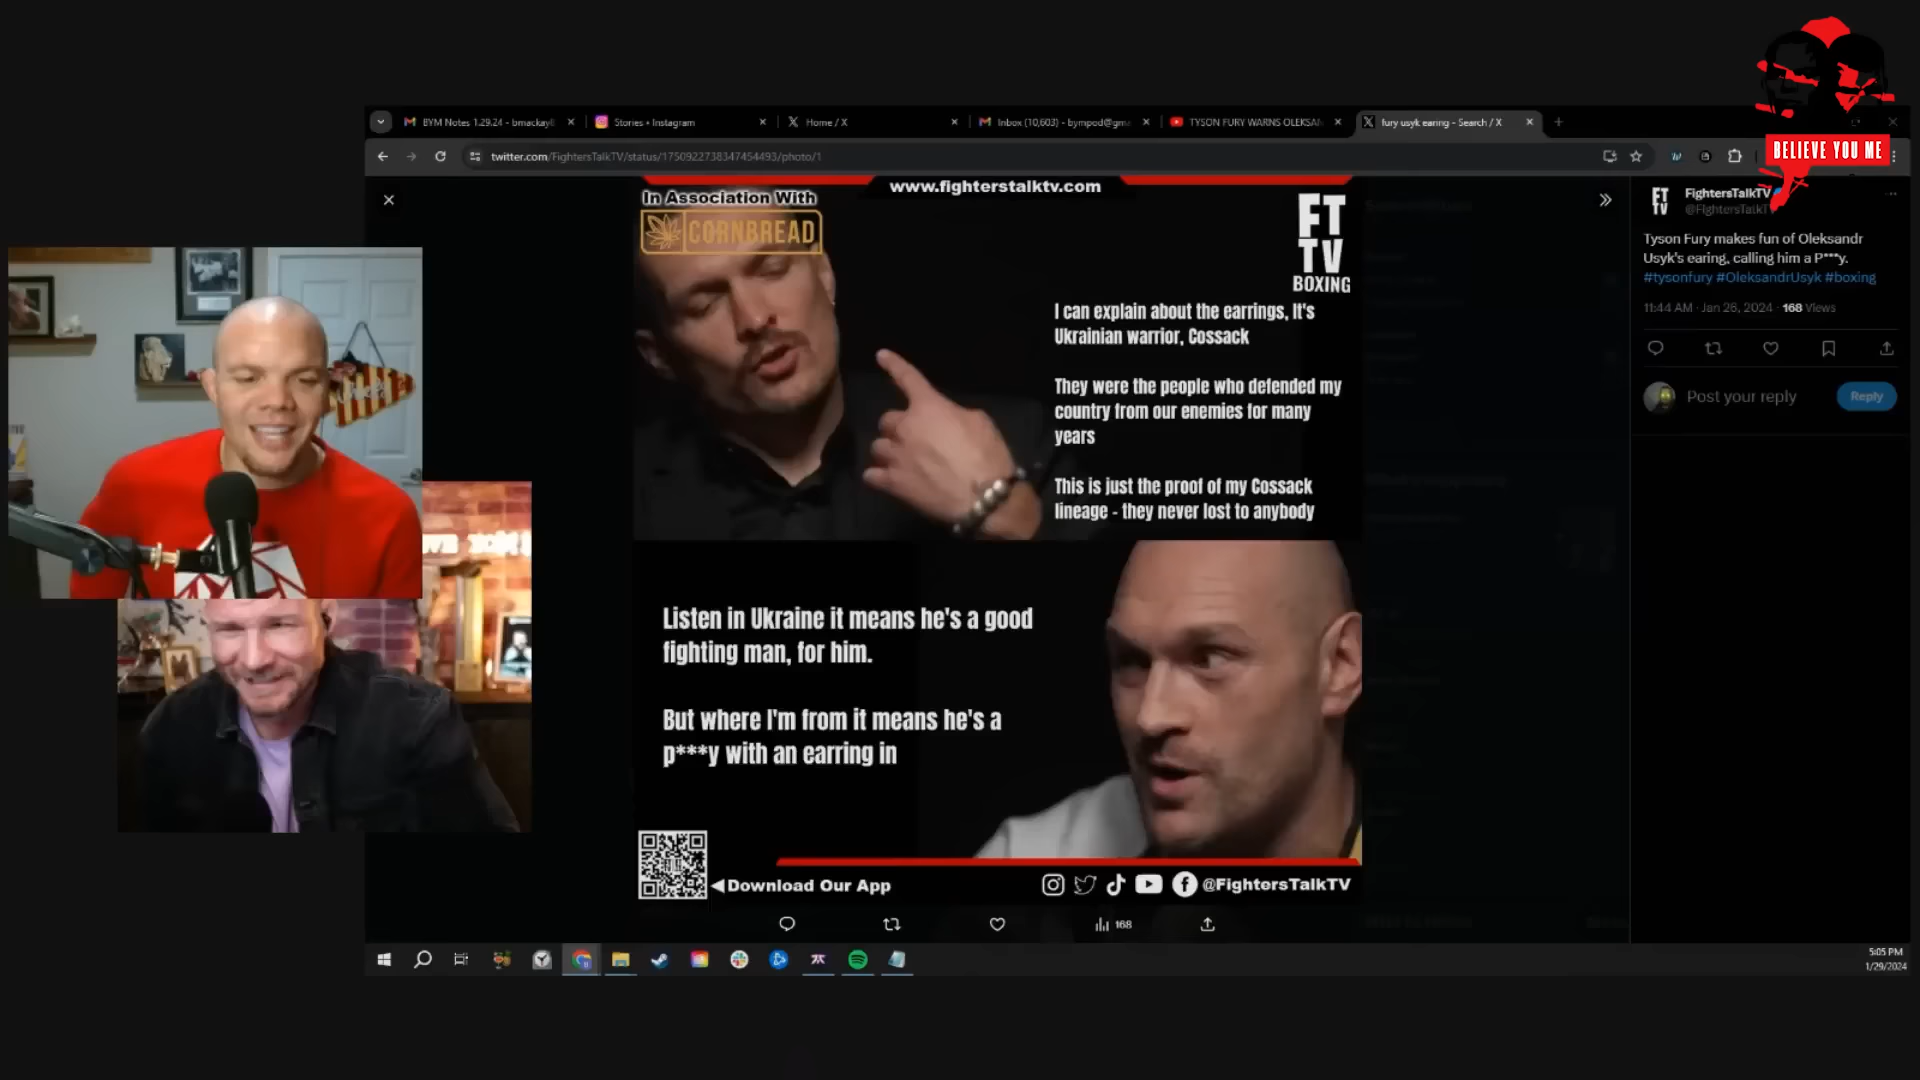 BELIEVE YOU ME
BYM Notes 1.29.24 - bmackay8
Stories • Instagram
Home / X
Inbox (10,603) - bympod@gm
TYSON FURY WARNS OLEKSAN
fury usyk earing - Search / X
twitter.com/FightersTalkTV/status/1750922738347454493/photo/1
In Association With
CORNBREAD
www.fighterstalktv.com
FT
TV
BOXING
I can explain about the earrings, It's
Ukrainian warrior, Cossack
They were the people who defended my
country from our enemies for many
years
This is just the proof of my Cossack
lineage - they never lost to anybody
Listen in Ukraine it means he's a good
fighting man, for him.
But where I'm from it means he's a
p***y with an earring in
Download Our App
@FightersTalkTV
168
FT
TV
FightersTalkTV
@FightersTalkT
Tyson Fury makes fun of Oleksandr
Usyk's earing, calling him a P***y.
#tysonfury #OleksandrUsyk #boxing
11:44 AM · Jan 26, 2024 · 168 Views
Post your reply
Reply
5:05 PM
1/29/2024